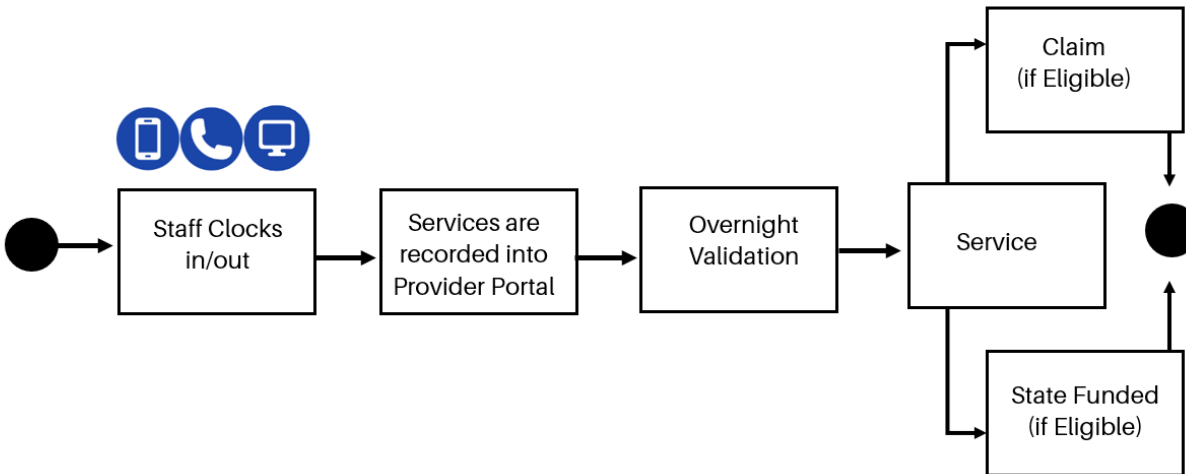 Staff Clocks
in/out
Services are
recorded into
Provider Portal
Overnight
Validation
Service
Claim
(if Eligible)
State Funded
(if Eligible)